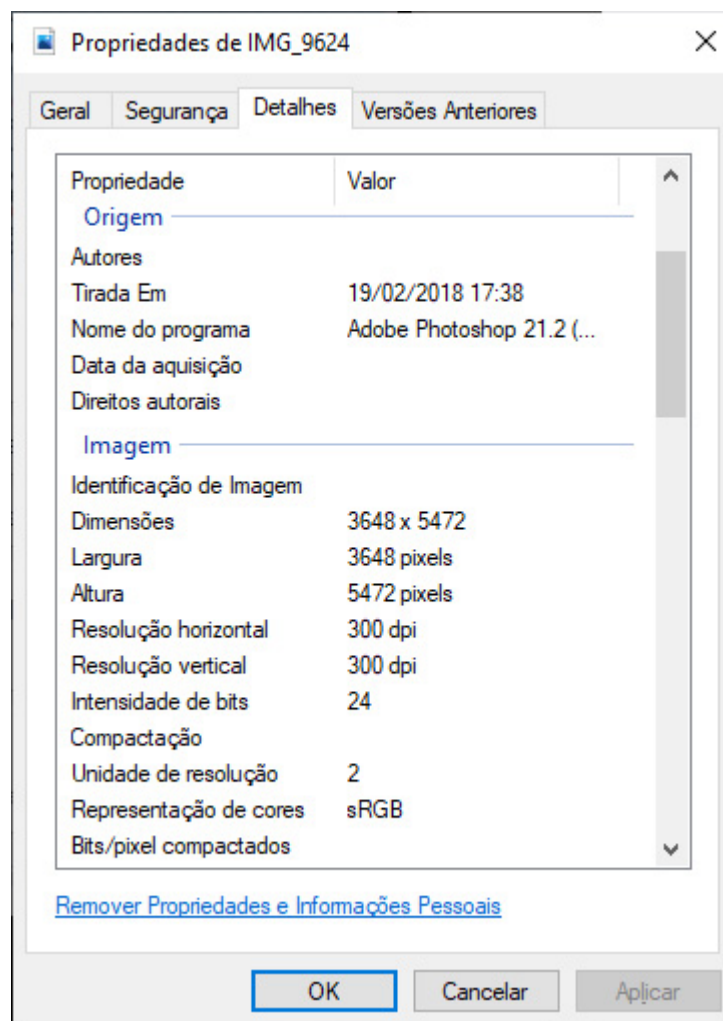 Propriedades de IMG_9624
Geral Segurança Detalhes Versões Anteriores
Propriedade Valor
Origem
Autores
Tirada Em 19/02/2018 17:38
Nome do programa Adobe Photoshop 21.2 (...
Data da aquisição
Direitos autorais
Imagem
Identificação de Imagem
Dimensões 3648 x 5472
Largura 3648 pixels
Altura 5472 pixels
Resolução horizontal 300 dpi
Resolução vertical 300 dpi
Intensidade de bits 24
Compactação
Unidade de resolução 2
Representação de cores sRGB
Bits/pixel compactados
Remover Propriedades e Informações Pessoais
OK Cancelar Aplicar